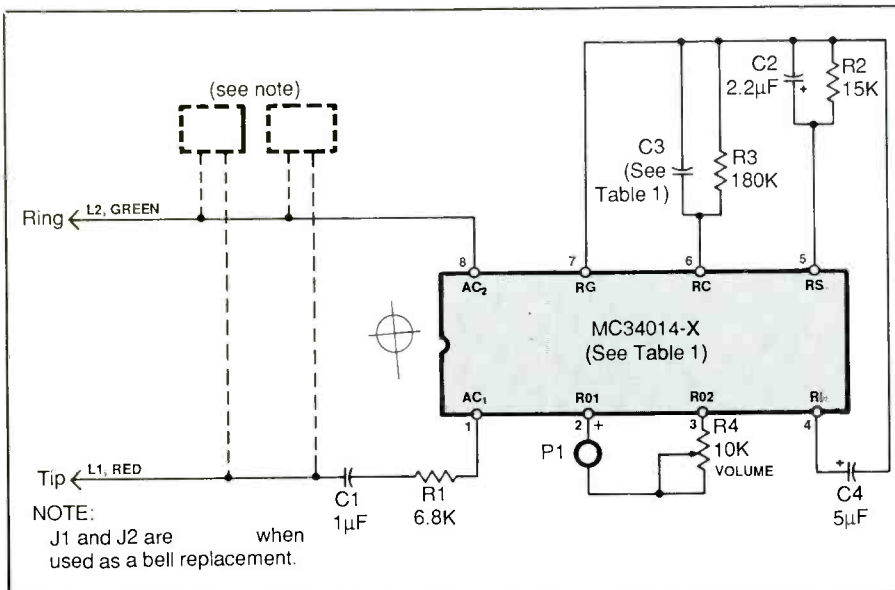 (see note)
C2
2.2µF
+
R2
15K
C3
(See
Table 1)
R3
180K
Ring
L2, GREEN
8
7
6
5
AC2
RG
RC
RS
MC34014-X
(See Table 1)
AC1
R01
R02
1
2
+
3
4
P1
R4
10K
VOLUME
+
C4
5µF
Tip
L1, RED
C1
1µF
R1
6.8K
NOTE:
J1 and J2 are when
used as a bell replacement.